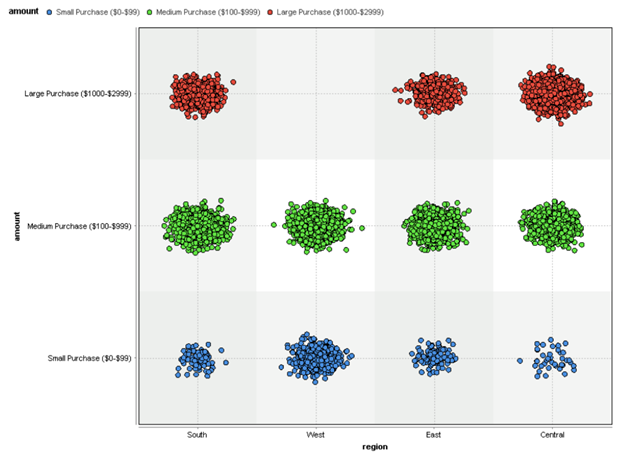 amount Small Purchase ($0-$99) Medium Purchase ($100-$999) Large Purchase ($1000-$2999)
Large Purchase ($1000-$2999)
amount
Medium Purchase ($100-$999)
Small Purchase ($0-$99)
South West East Central
region